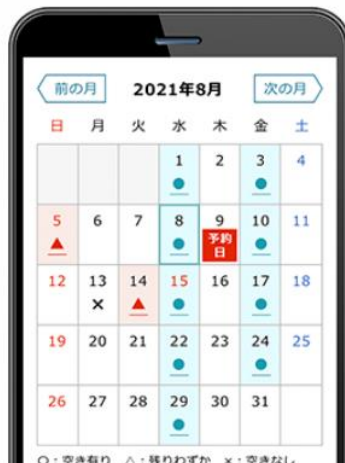 前の月 2021年8月 次の月
日 月 火 水 木 金 土
1 2 3 4
● ●
5 6 7 8 9 10 11
▲ ● 予約日 ●
12 13 14 15 16 17 18
× ▲ ● ●
19 20 21 22 23 24 25
● ●
26 27 28 29 30 31
●
○：空き有り △：残りわずか ×：空きなし